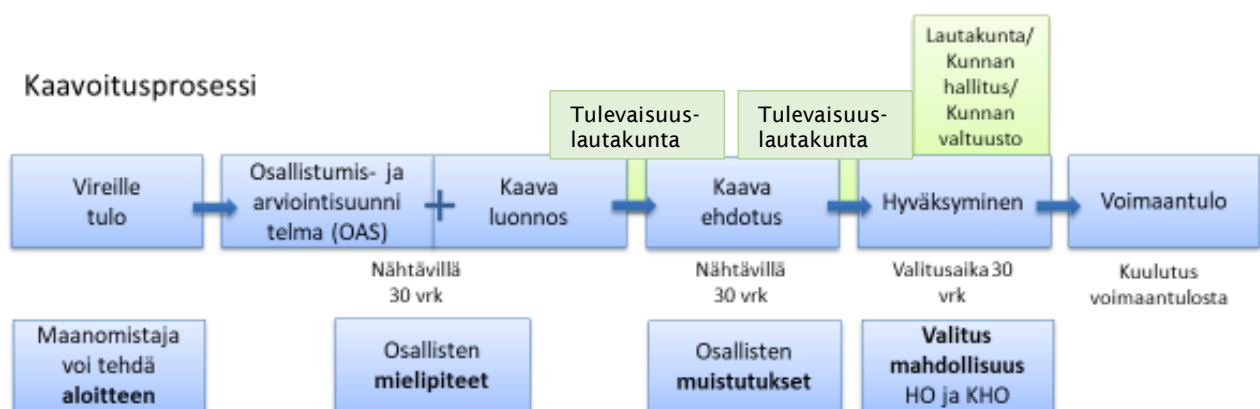 Kaavoitusprosessi
Tulevaisuus-
lautakunta
Tulevaisuus-
lautakunta
Lautakunta/
Kunnan
hallitus/
Kunnan
valtuusto
Vireille
tulo
Osallistumis- ja
arviointisuunni
telma (OAS)
+
Kaava
luonnos
Kaava
ehdotus
Hyväksyminen
Voimaantulo
Nähtävillä
30 vrk
Nähtävillä
30 vrk
Valitusaika 30
vrk
Kuulutus
voimaantulosta
Maanomistaja
voi tehdä
aloitteen
Osallisten
mielipiteet
Osallisten
muistutukset
Valitus
mahdollisuus
HO ja KHO